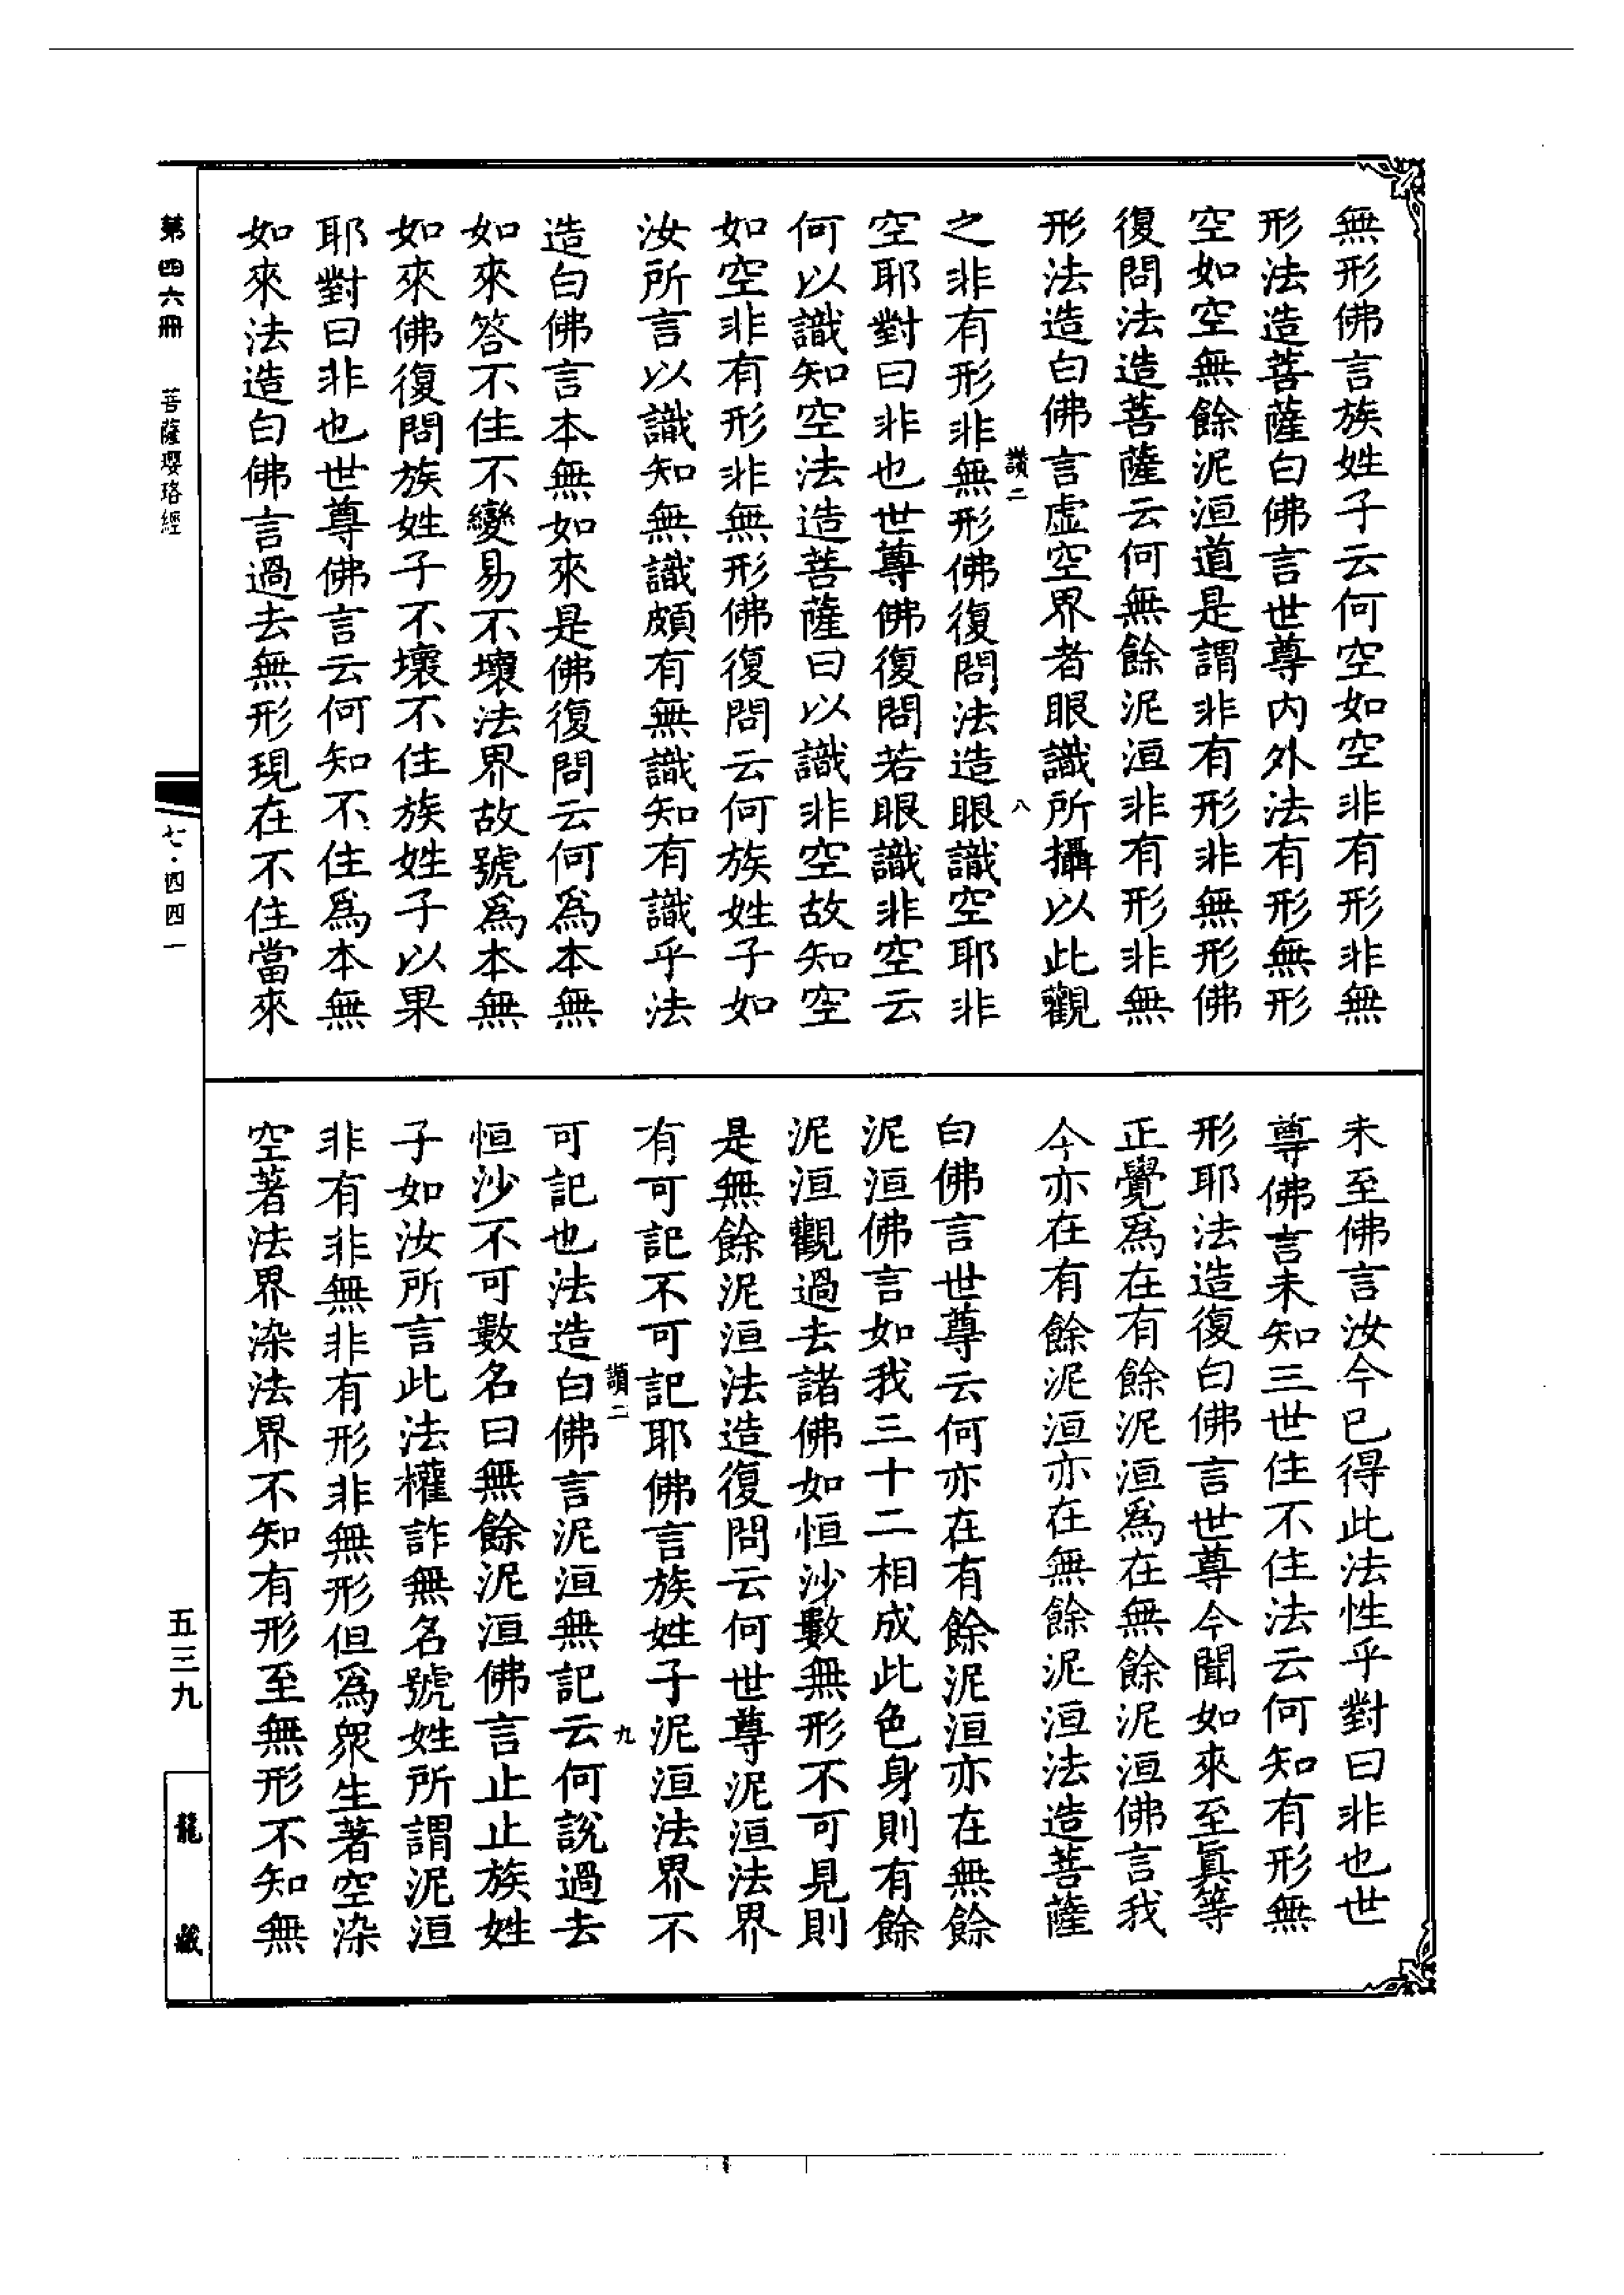 無形佛言族姓子云何空如空非有形非無
形法造菩薩白佛言世尊內外法有形無形
空如空無餘泥洹道是謂非有形非無形佛
復問法造菩薩云何無餘泥洹非有形非無
形法造白佛言虛空界者眼識所攝以此觀
讚二 八
之非有形非無形佛復問法造眼識空耶非
空耶對曰非也世尊佛復問若眼識非空云
何以識知空法造菩薩曰以識非空故知空
如空非有形非無形佛復問云何族姓子如
汝所言以識知無識頗有無識知有識乎法
造白佛言本無如來是佛復問云何為本無
如來答不住不變易不壞法界故號為本無
如來佛復問族姓子不壞不住族姓子以果
耶對曰非也世尊佛言云何知不住為本無
如來法造白佛言過去無形現在不住當來
未至佛言汝今已得此法性乎對曰非也世
尊佛言未知三世住不住法云何知有形無
形耶法造復白佛言世尊今聞如來至真等
正覺為在有餘泥洹為在無餘泥洹佛言我
今亦在有餘泥洹亦在無餘泥洹法造菩薩
白佛言世尊云何亦在有餘泥洹亦在無餘
泥洹佛言如我三十二相成此色身則有餘
泥洹觀過去諸佛如恒沙數無形不可見則
是無餘泥洹法造復問云何世尊泥洹法界
有可記不可記耶佛言族姓子泥洹法界不
讚二 九
可記也法造白佛言泥洹無記云何說過去
恒沙不可數名曰無餘泥洹佛言止止族姓
子如汝所言此法權詐無名號姓所謂泥洹
非有非無非有形非無形但為眾生著空染
空著法界染法界不知有形至無形不知無
第四六冊 菩薩瓔珞經
七·四四一
五三九
龍藏